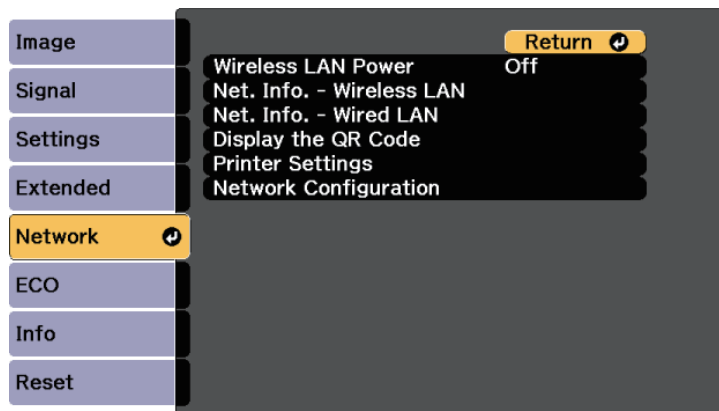 Image
Signal
Settings
Extended
Network
ECO
Info
Reset
Return
Wireless LAN Power Off
Net. Info. - Wireless LAN
Net. Info. - Wired LAN
Display the QR Code
Printer Settings
Network Configuration